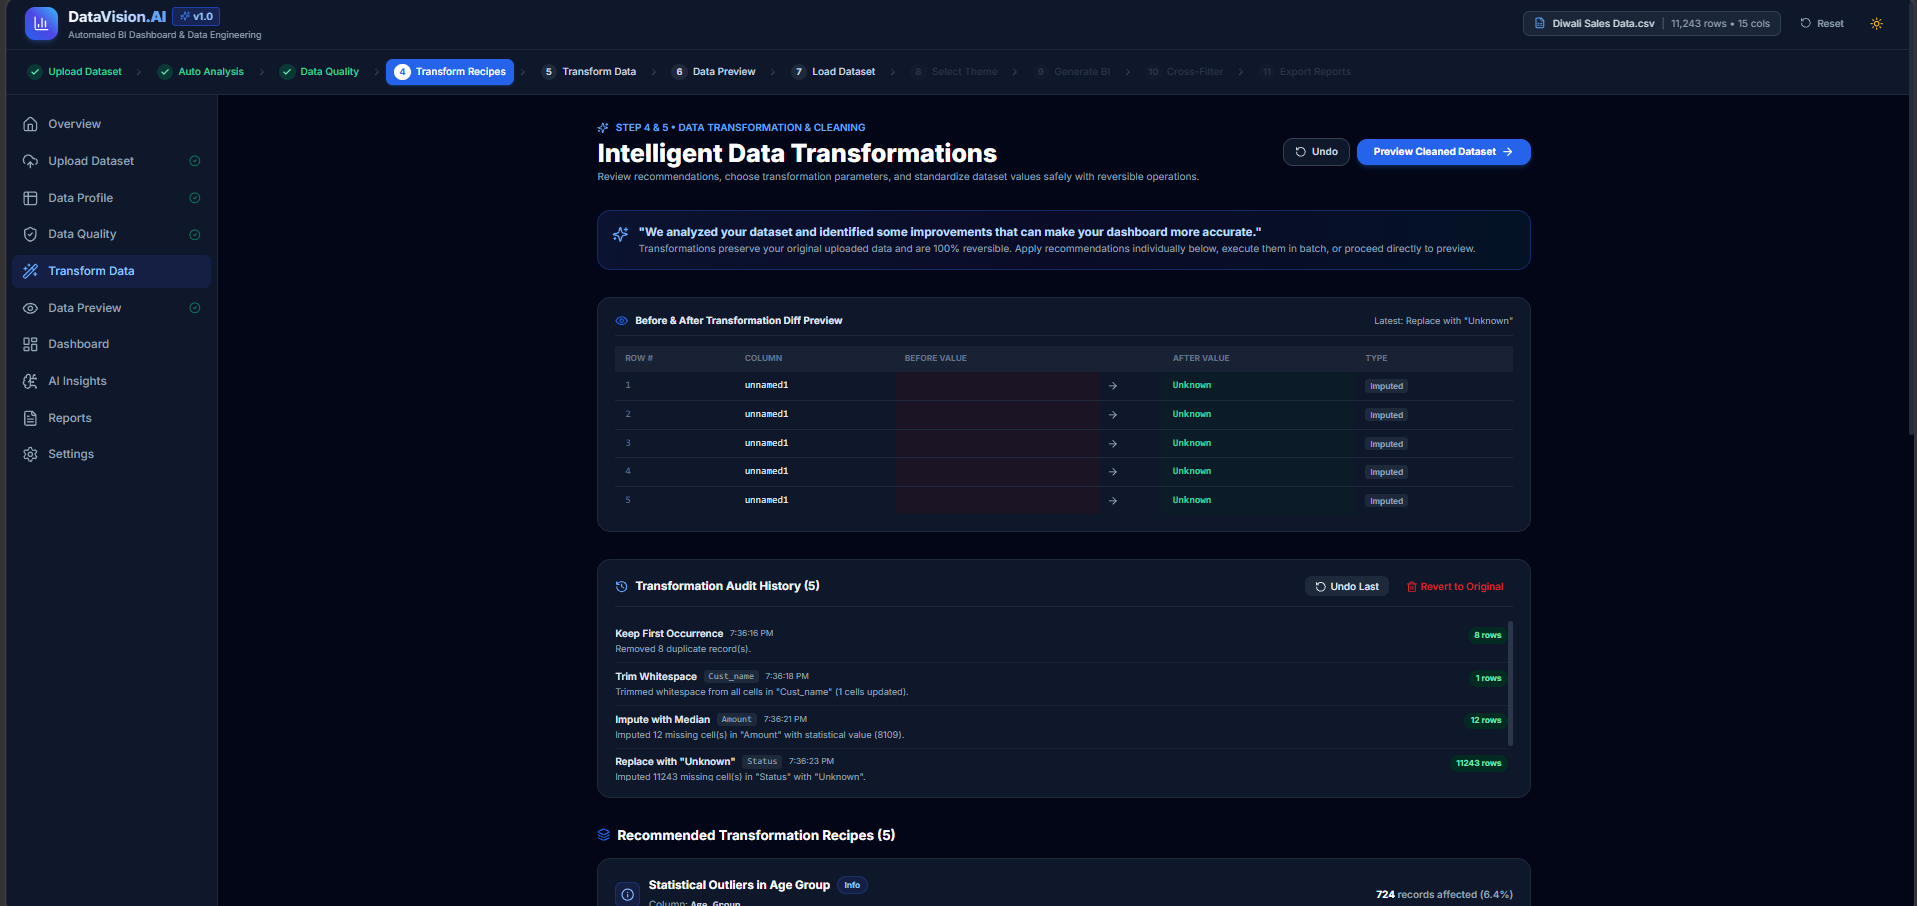 DataVision.AI v1.0
Automated BI Dashboard & Data Engineering
Diwali Sales Data.csv | 11,243 rows • 15 cols
Reset
Upload Dataset
Auto Analysis
Data Quality
4 Transform Recipes
5 Transform Data
6 Data Preview
7 Load Dataset
8 Select Theme
9 Generate BI
10 Cross-Filter
11 Export Reports
Overview
Upload Dataset
Data Profile
Data Quality
Transform Data
Data Preview
Dashboard
AI Insights
Reports
Settings
STEP 4 & 5 • DATA TRANSFORMATION & CLEANING
Intelligent Data Transformations
Review recommendations, choose transformation parameters, and standardize dataset values safely with reversible operations.
Undo
Preview Cleaned Dataset
"We analyzed your dataset and identified some improvements that can make your dashboard more accurate."
Transformations preserve your original uploaded data and are 100% reversible. Apply recommendations individually below, execute them in batch, or proceed directly to preview.
Before & After Transformation Diff Preview
Latest: Replace with "Unknown"
ROW # COLUMN BEFORE VALUE AFTER VALUE TYPE
1 unnamed1 → Unknown Imputed
2 unnamed1 → Unknown Imputed
3 unnamed1 → Unknown Imputed
4 unnamed1 → Unknown Imputed
5 unnamed1 → Unknown Imputed
Transformation Audit History (5)
Undo Last
Revert to Original
Keep First Occurrence 7:36:16 PM
Removed 8 duplicate record(s).
8 rows
Trim Whitespace Cust_name 7:36:18 PM
Trimmed whitespace from all cells in "Cust_name" (1 cells updated).
1 rows
Impute with Median Amount 7:36:21 PM
Imputed 12 missing cell(s) in "Amount" with statistical value (8109).
12 rows
Replace with "Unknown" Status 7:36:23 PM
Imputed 11243 missing cell(s) in "Status" with "Unknown".
11243 rows
Recommended Transformation Recipes (5)
Statistical Outliers in Age Group Info
Column: Age_Group
724 records affected (6.4%)